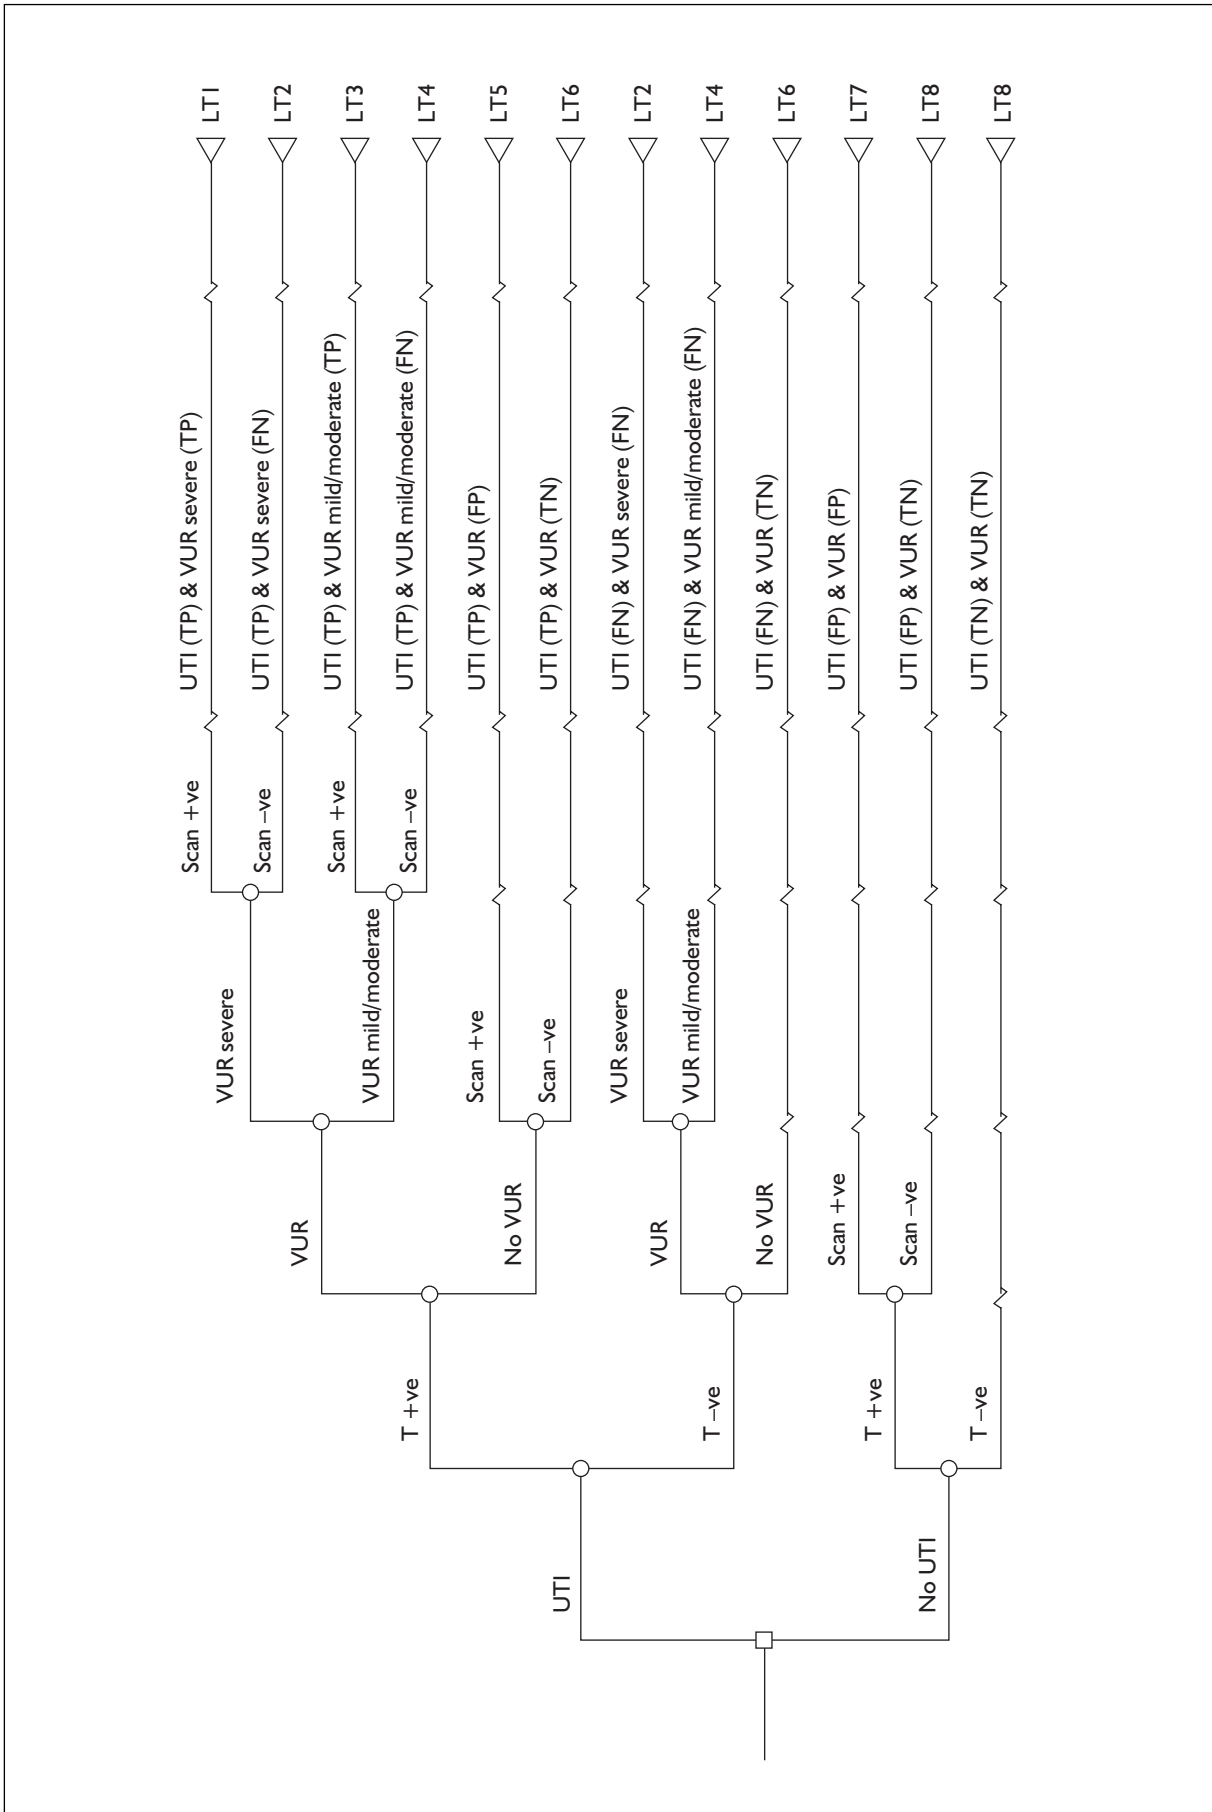 UTI
T +ve
VUR
VUR severe
Scan +ve
UTI (TP) & VUR severe (TP)
LT1
Scan –ve
UTI (TP) & VUR severe (FN)
LT2
VUR mild/moderate
Scan +ve
UTI (TP) & VUR mild/moderate (TP)
LT3
Scan –ve
UTI (TP) & VUR mild/moderate (FN)
LT4
No VUR
Scan +ve
UTI (TP) & VUR (FP)
LT5
Scan –ve
UTI (TP) & VUR (TN)
LT6
T –ve
VUR
VUR severe
UTI (FN) & VUR severe (FN)
LT2
VUR mild/moderate
UTI (FN) & VUR mild/moderate (FN)
LT4
No VUR
UTI (FN) & VUR (TN)
LT6
No UTI
T +ve
Scan +ve
UTI (FP) & VUR (FP)
LT7
Scan –ve
UTI (FP) & VUR (TN)
LT8
T –ve
UTI (TN) & VUR (TN)
LT8